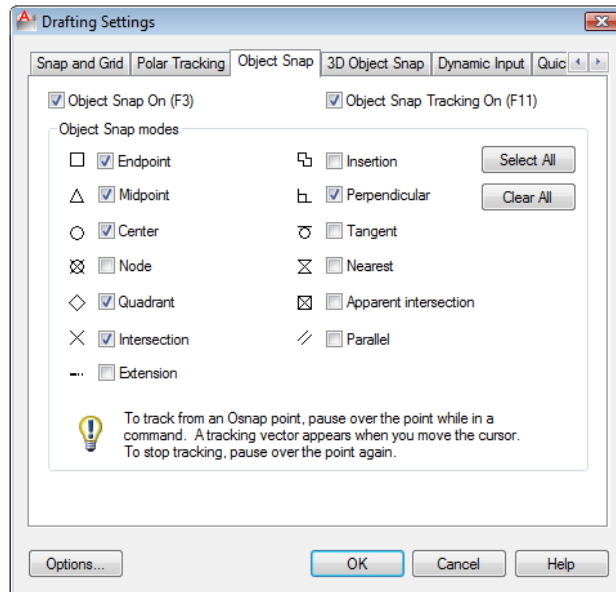 Drafting Settings
Snap and Grid Polar Tracking Object Snap 3D Object Snap Dynamic Input Quic
Object Snap On (F3) Object Snap Tracking On (F11)
Object Snap modes
Endpoint Insertion Select All
Midpoint Perpendicular Clear All
Center Tangent
Node Nearest
Quadrant Apparent intersection
Intersection Parallel
Extension
To track from an Osnap point, pause over the point while in a
command. A tracking vector appears when you move the cursor.
To stop tracking, pause over the point again.
Options... OK Cancel Help